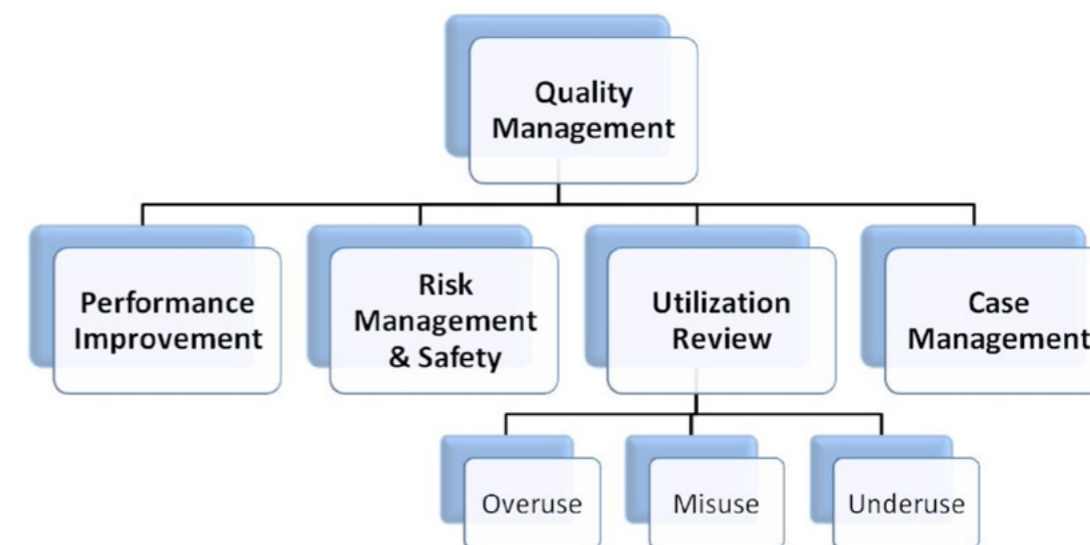 Quality
Management
Performance
Improvement
Risk
Management
& Safety
Utilization
Review
Case
Management
Overuse
Misuse
Underuse